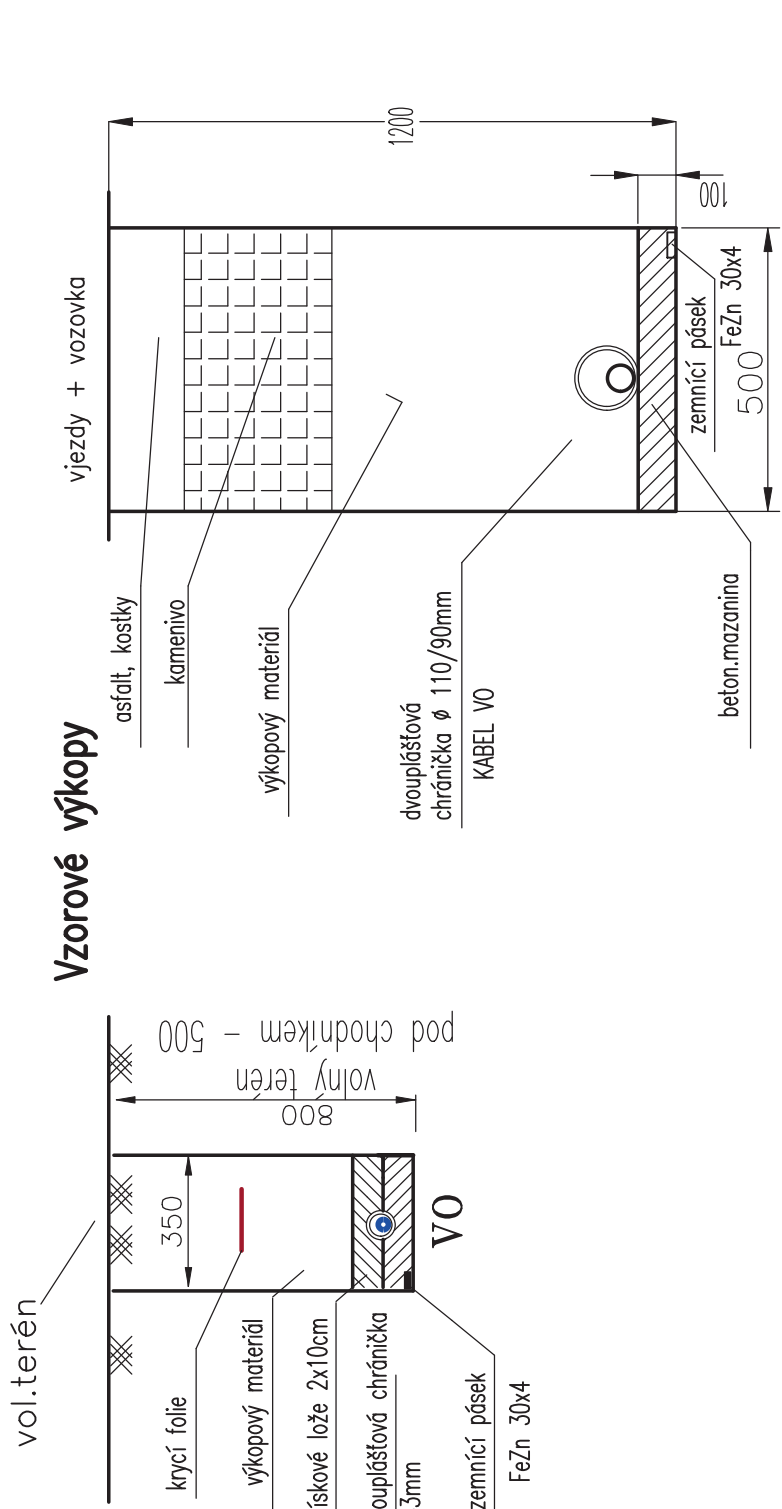 Vzorové výkopy
vol.terén
350
krycí folie
výkopový materiál
ískové lože 2x10cm
ouplášťová chránička
3mm
zemnící pásek
FeZn 30x4
VO
800
volny terén
pod chodníkem - 500
vjezdy + vozovka
asfalt, kostky
kamenivo
výkopový materiál
dvouplášťová
chránička ø 110/90mm
KABEL VO
beton.mazanina
zemnící pásek
FeZn 30x4
500
100
1200